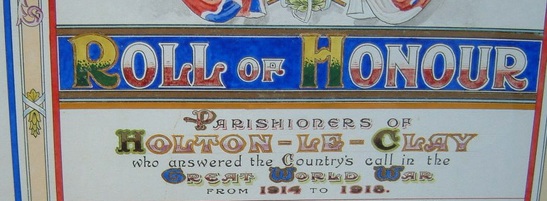 ROLL OF HONOUR
PARISHIONERS OF
HOLTON-LE-CLAY
who answered the Country's call in the
GREAT WORLD WAR
FROM 1914 TO 1918.